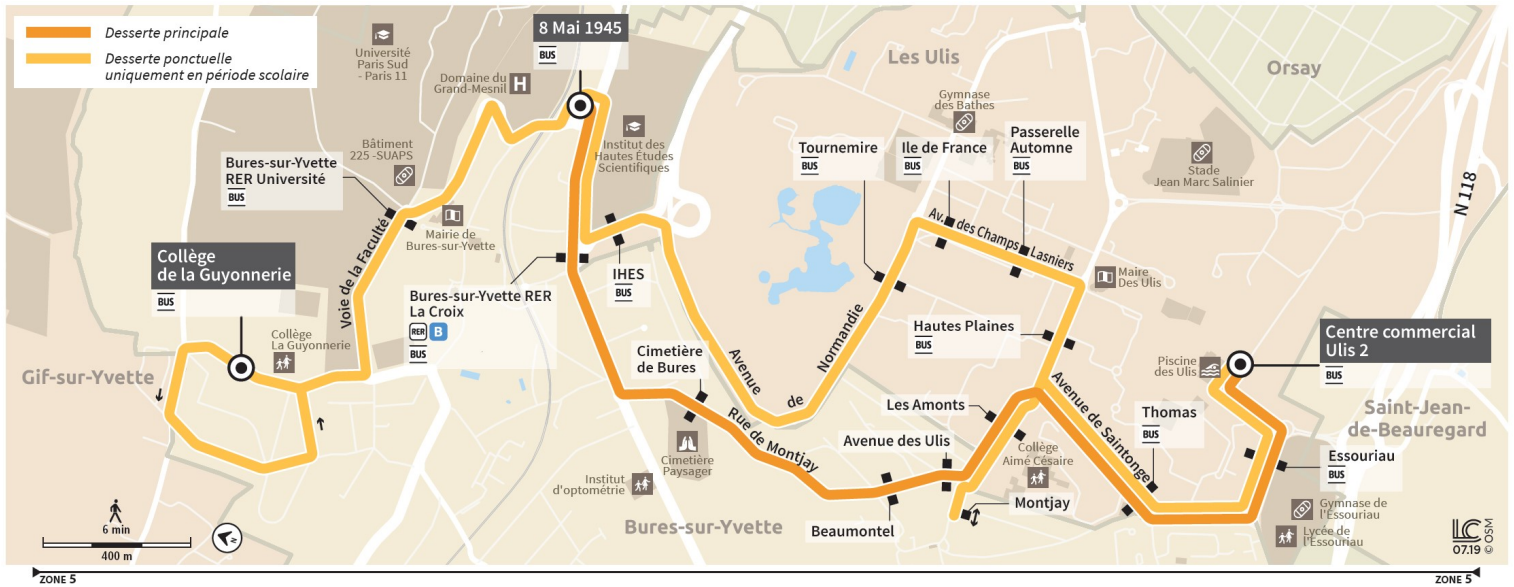 Desserte principale
Desserte ponctuelle
uniquement en période scolaire
Université
Paris Sud
- Paris 11
Domaine du
Grand-Mesnil
H
8 Mai 1945
BUS
Institut des
Hautes Études
Scientifiques
Les Ulis
Orsay
Gymnase
des Bathes
Tournemire
BUS
Ile de France
BUS
Passerelle
Automne
BUS
Stade
Jean Marc Salinier
N 118
Bâtiment
225 -SUAPS
Bures-sur-Yvette
RER Université
BUS
Mairie de
Bures-sur-Yvette
Voie de la Faculté
Collège
de la Guyonnerie
BUS
Collège
La Guyonnerie
Gif-sur-Yvette
Bures-sur-Yvette RER
La Croix
RER B
BUS
IHES
BUS
Av. des Champs Lasniers
Maire
Des Ulis
Hautes Plaines
BUS
Avenue de Normandie
Cimetière
de Bures
Rue de Montjay
Cimetière
Paysager
Institut
d'optométrie
Bures-sur-Yvette
Les Amonts
Avenue des Ulis
Beaumontel
Collège
Aimé Césaire
Montjay
Avenue de Saintonge
Thomas
BUS
Piscine
des Ulis
Centre commercial
Ulis 2
BUS
Saint-Jean-
de-Beauregard
Essouriau
BUS
Gymnase de
l'Essouriau
Lycée de
l'Essouriau
6 min
400 m
LC
07.19 © OSM
ZONE 5
ZONE 5